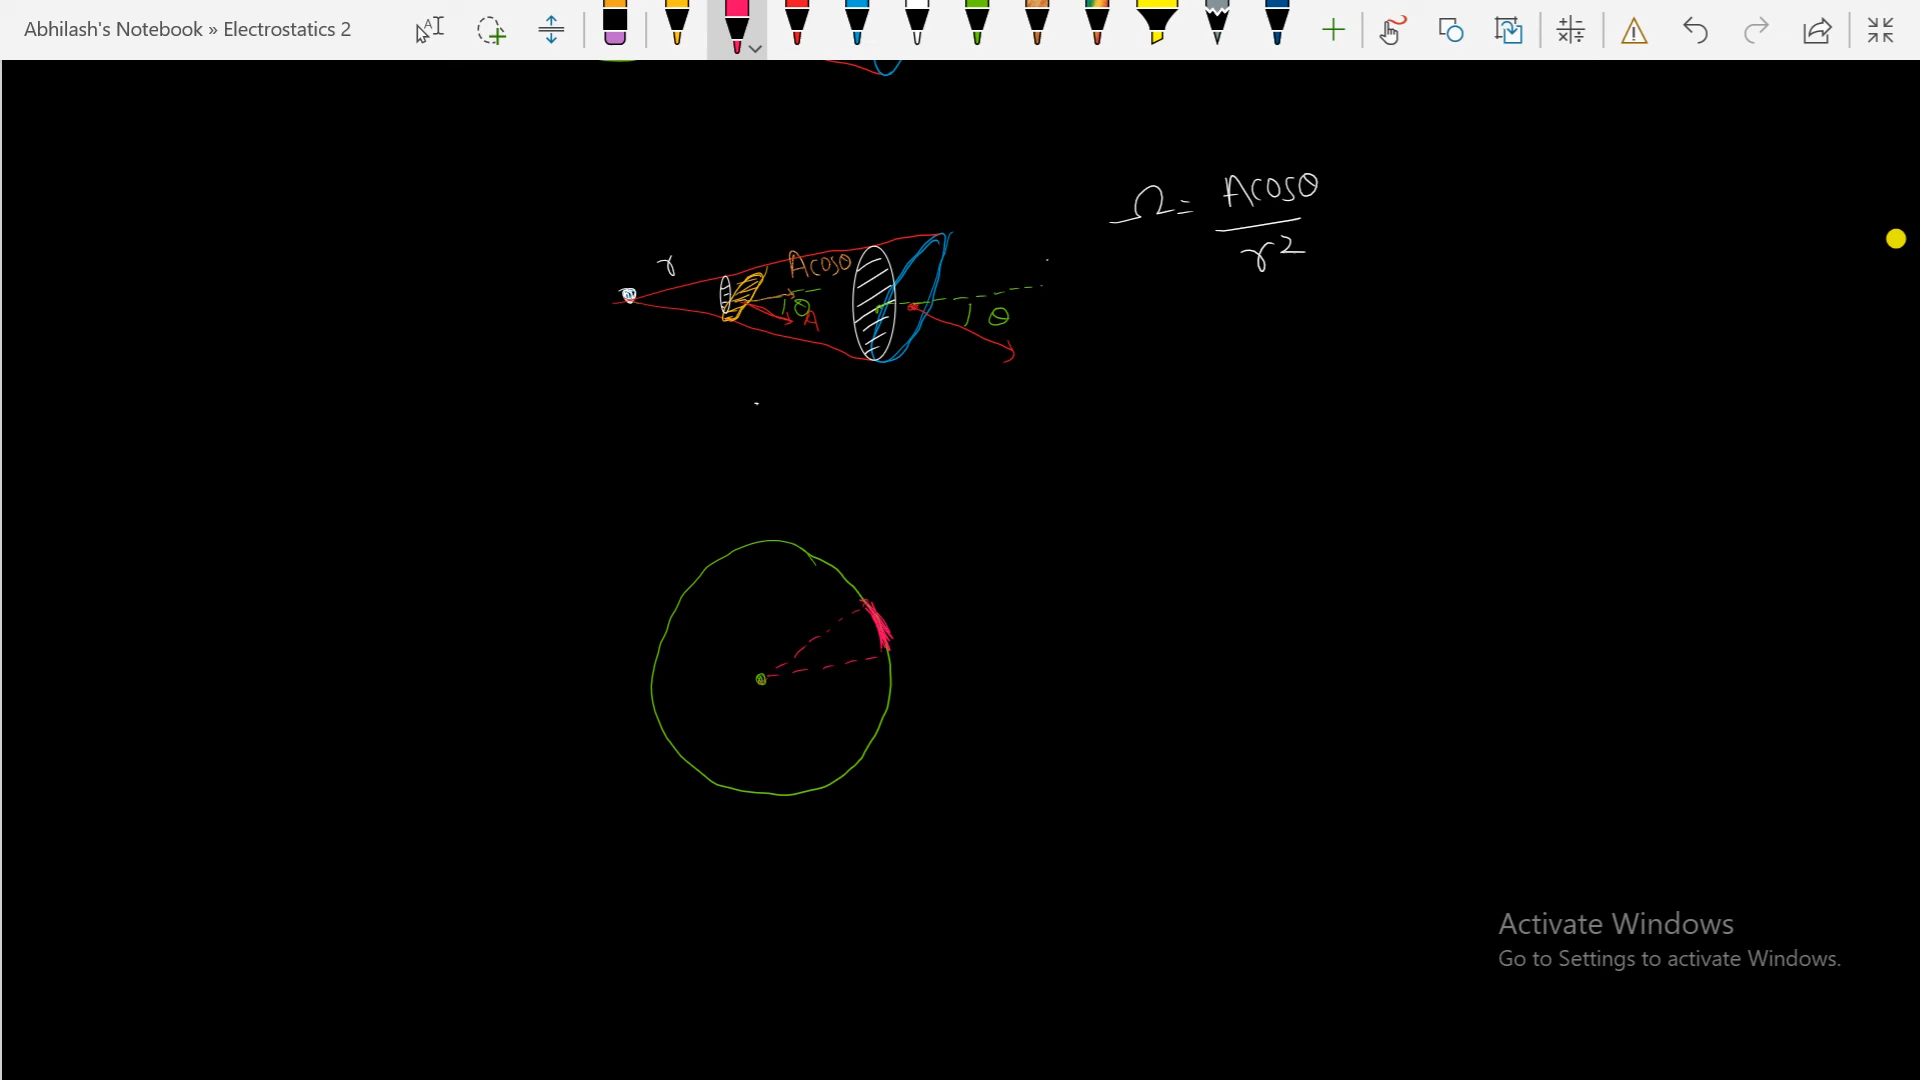 Abhilash's Notebook » Electrostatics 2
Ω = Acosθ
r²
r
Acosθ
θ
A
θ
Activate Windows
Go to Settings to activate Windows.